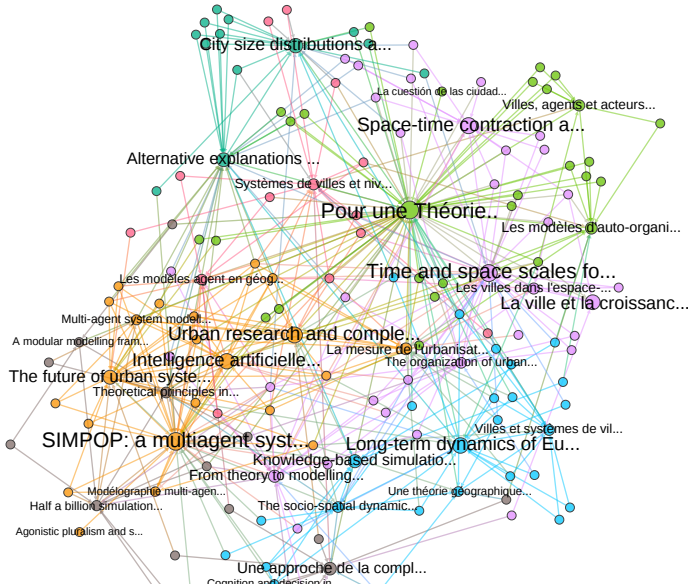 City size distributions a...
La cuestión de las ciudad...
Villes, agents et acteurs...
Space-time contraction a...
Alternative explanations ...
Systèmes de villes et niv...
Pour une Théorie..
Les modèles d'auto-organi...
Time and space scales fo...
Les modèles agent en géog...
Les villes dans l'espace-...
La ville et la croissanc...
Multi-agent system modell...
Urban research and comple...
A modular modelling fram...
La mesure de l'urbanisat...
Intelligence artificielle...
The organization of urban...
The future of urban syste...
Theoretical principles in...
Villes et systèmes de vil...
SIMPOP: a multiagent syst...
Long-term dynamics of Eu...
Knowledge-based simulatio...
From theory to modelling...
Modélographie multi-agen...
Une théorie géographique...
Half a billion simulation...
The socio-spatial dynamic...
Agonistic pluralism and s...
Une approche de la compl...
Cognition and decision in